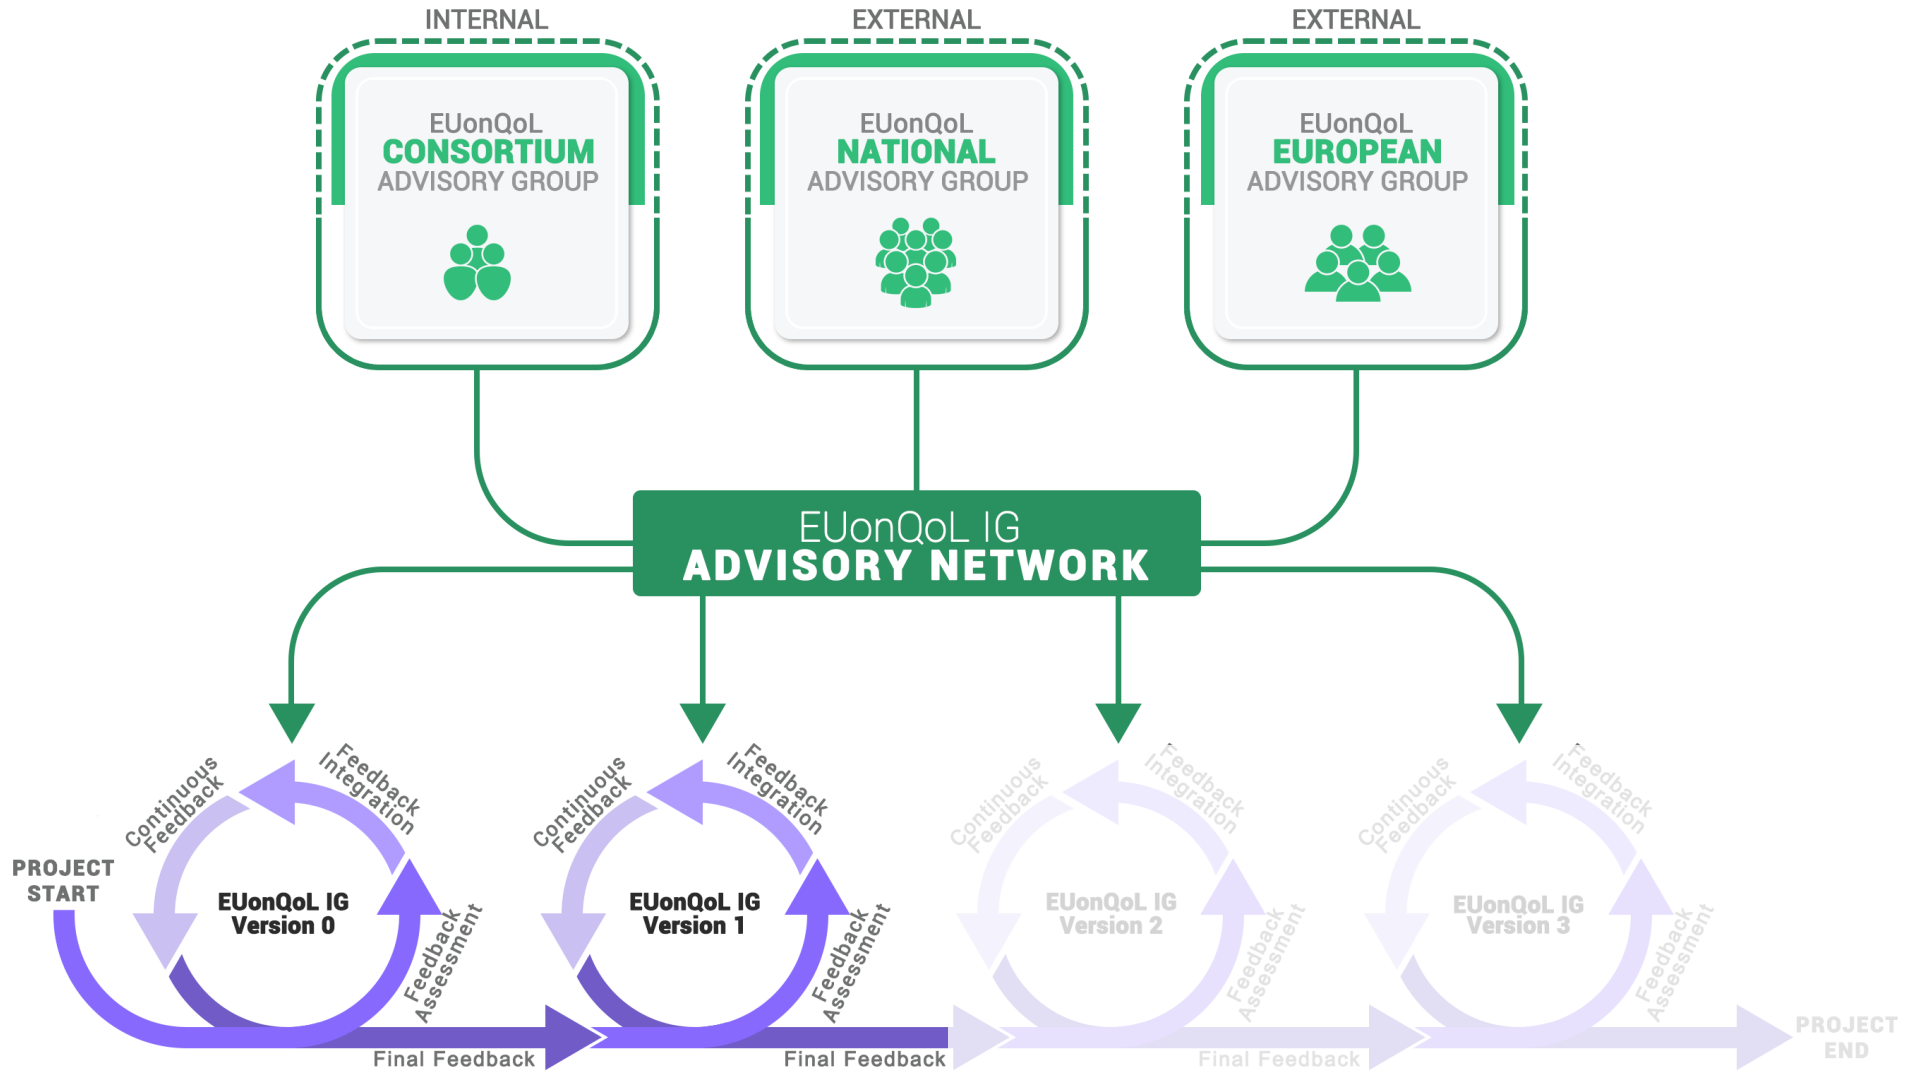 INTERNAL
EXTERNAL
EXTERNAL
EUonQoL
CONSORTIUM
ADVISORY GROUP
EUonQoL
NATIONAL
ADVISORY GROUP
EUonQoL
EUROPEAN
ADVISORY GROUP
EUonQoL IG
ADVISORY NETWORK
PROJECT
START
Continuous
Feedback
Feedback
Integration
EUonQoL IG
Version 0
Feedback
Assessment
Final Feedback
Continuous
Feedback
Feedback
Integration
EUonQoL IG
Version 1
Feedback
Assessment
Final Feedback
Continuous
Feedback
Feedback
Integration
EUonQoL IG
Version 2
Feedback
Assessment
Final Feedback
Continuous
Feedback
Feedback
Integration
EUonQoL IG
Version 3
Feedback
Assessment
PROJECT
END